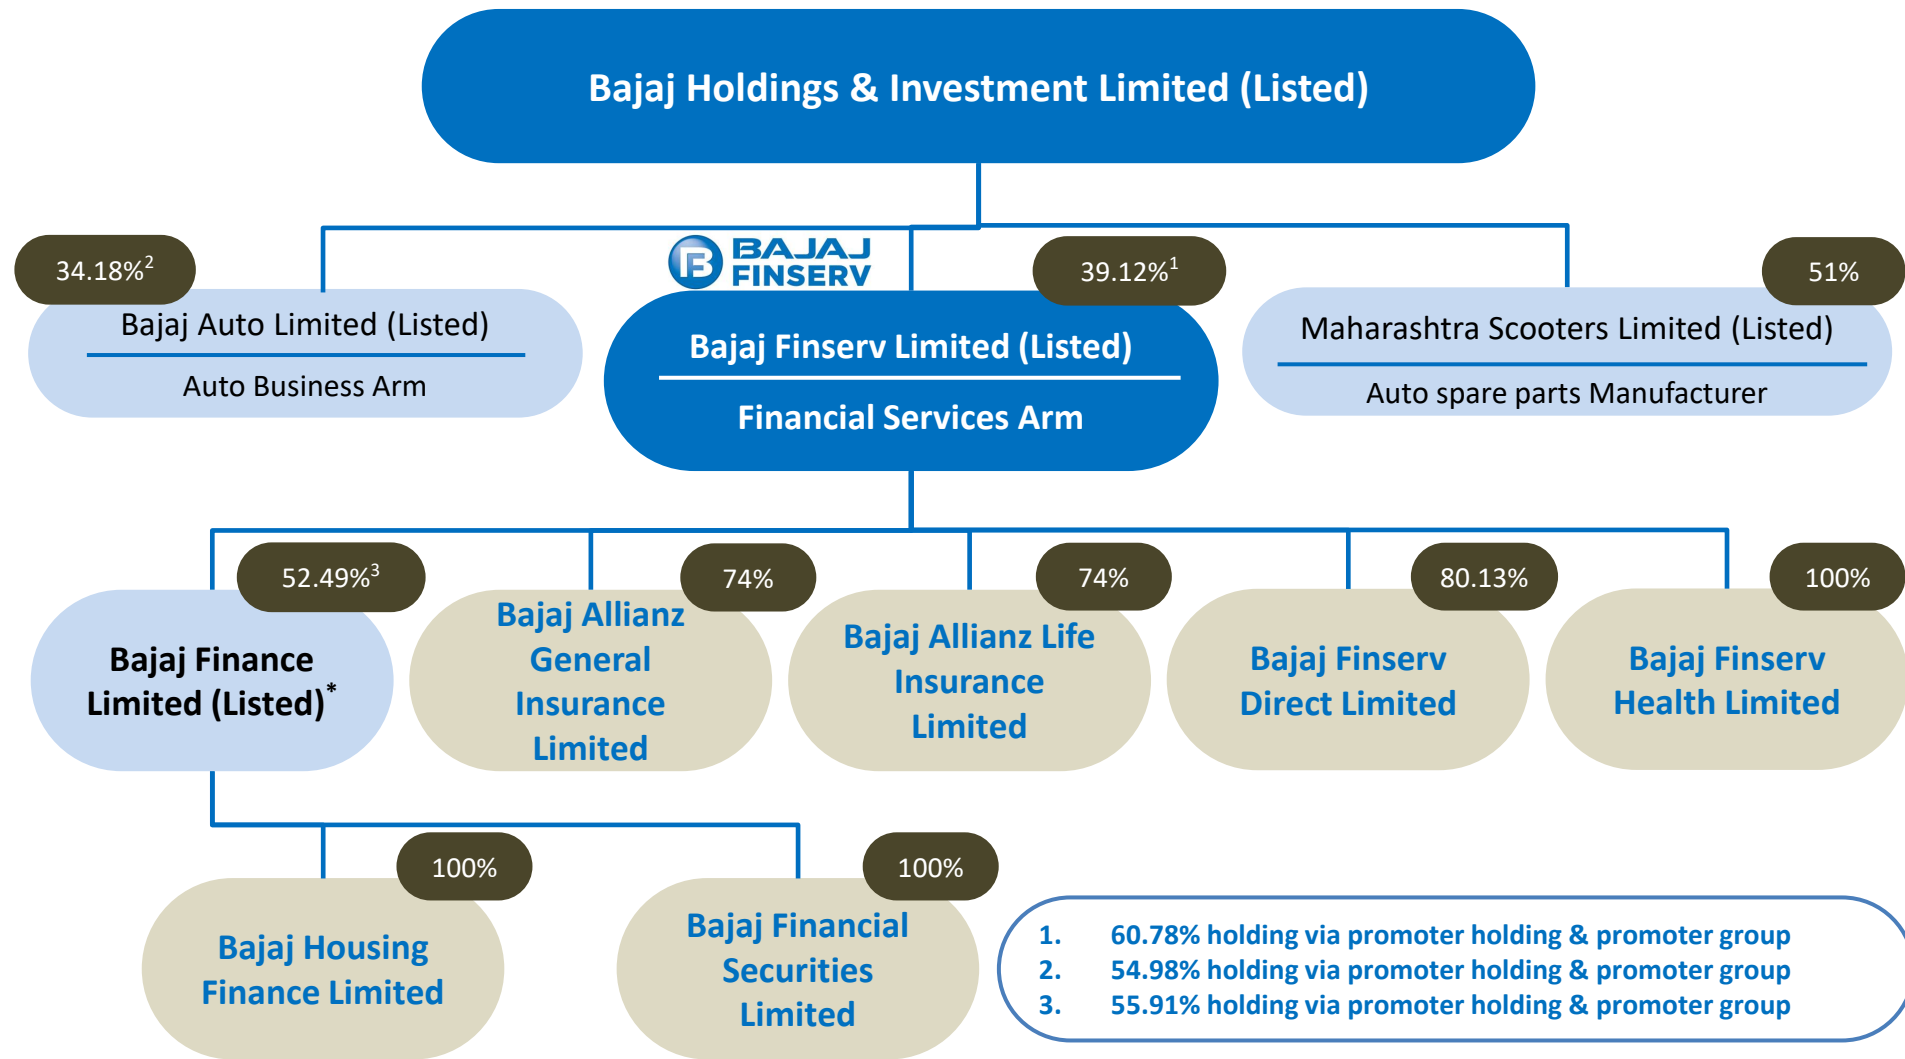 Bajaj Holdings & Investment Limited (Listed)
34.18%2
Bajaj Auto Limited (Listed)
Auto Business Arm
BAJAJ
FINSERV
39.12%1
Bajaj Finserv Limited (Listed)
Financial Services Arm
51%
Maharashtra Scooters Limited (Listed)
Auto spare parts Manufacturer
52.49%3
Bajaj Finance
Limited (Listed)*
74%
Bajaj Allianz
General
Insurance
Limited
74%
Bajaj Allianz Life
Insurance
Limited
80.13%
Bajaj Finserv
Direct Limited
100%
Bajaj Finserv
Health Limited
100%
Bajaj Housing
Finance Limited
100%
Bajaj Financial
Securities
Limited
1. 60.78% holding via promoter holding & promoter group
2. 54.98% holding via promoter holding & promoter group
3. 55.91% holding via promoter holding & promoter group